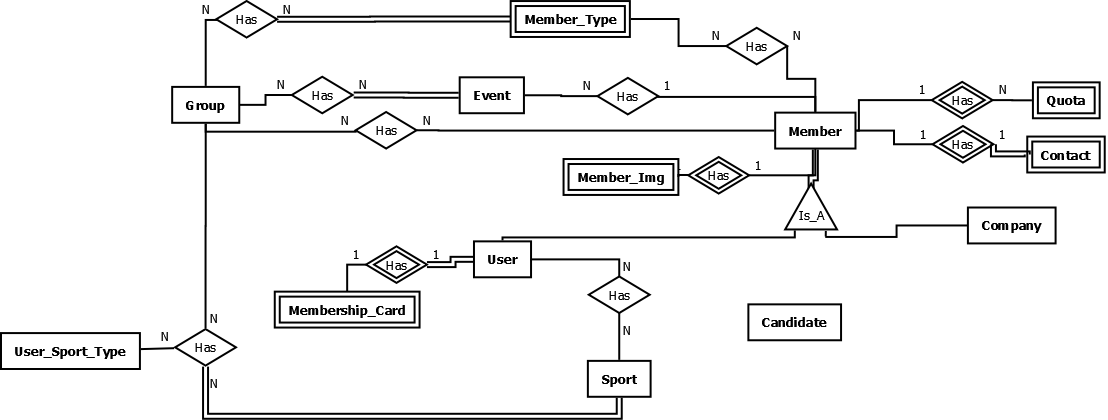 N
Has
N
Member_Type
N
Has
N
Group
N
Has
N
Event
N
Has
1
1
Has
N
Quota
N
Has
N
Member
1
Has
1
Contact
Member_Img
1
Has
1
Is_A
Company
1
Has
1
User
N
Has
N
Membership_Card
Candidate
User_Sport_Type
N
Has
N
N
Sport